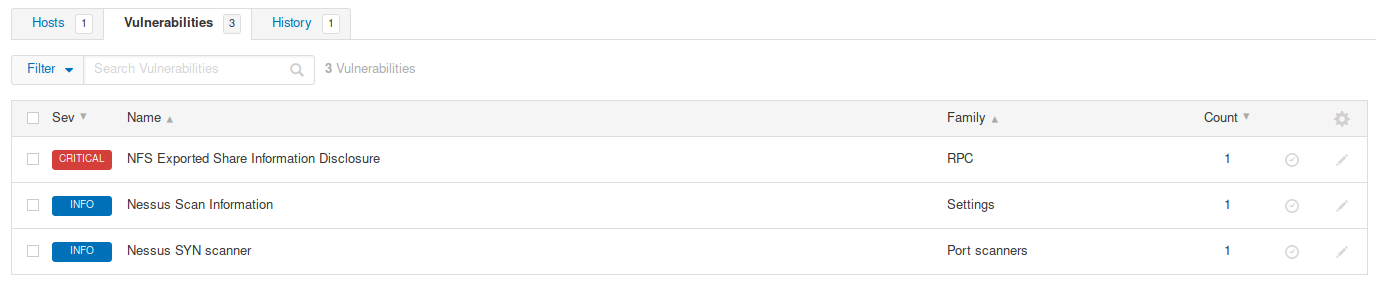 Hosts 1 Vulnerabilities 3 History 1
Filter Search Vulnerabilities 3 Vulnerabilities
Sev Name Family Count
CRITICAL NFS Exported Share Information Disclosure RPC 1
INFO Nessus Scan Information Settings 1
INFO Nessus SYN scanner Port scanners 1